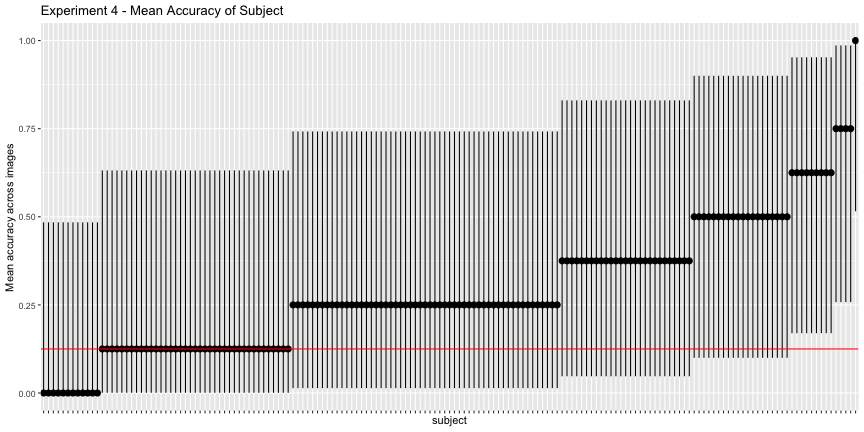 Experiment 4 - Mean Accuracy of Subject
Mean accuracy across images
1.00
0.75
0.50
0.25
0.00
subject